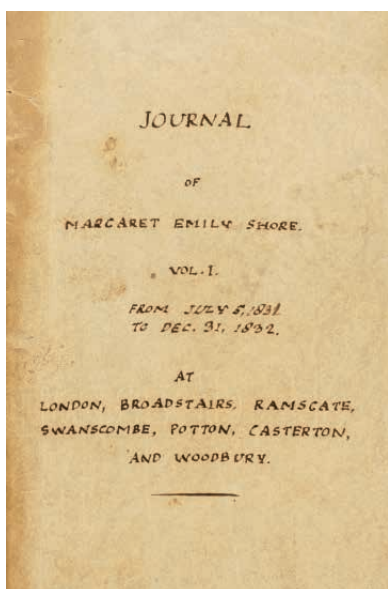 JOURNAL
OF
MARGARET EMILY SHORE.
VOL. I.
FROM JULY 5, 1831
TO DEC. 31, 1832.
AT
LONDON, BROADSTAIRS, RAMSGATE,
SWANSCOMBE, POTTON, CASTERTON,
AND WOODBURY.